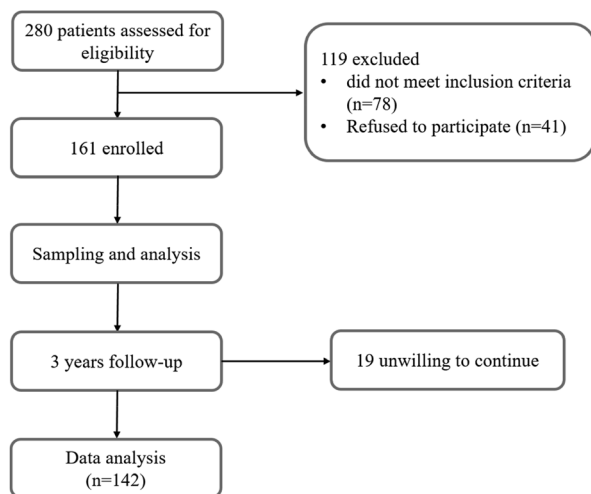 280 patients assessed for
eligibility
119 excluded
• did not meet inclusion criteria
(n=78)
• Refused to participate (n=41)
161 enrolled
Sampling and analysis
3 years follow-up
19 unwilling to continue
Data analysis
(n=142)